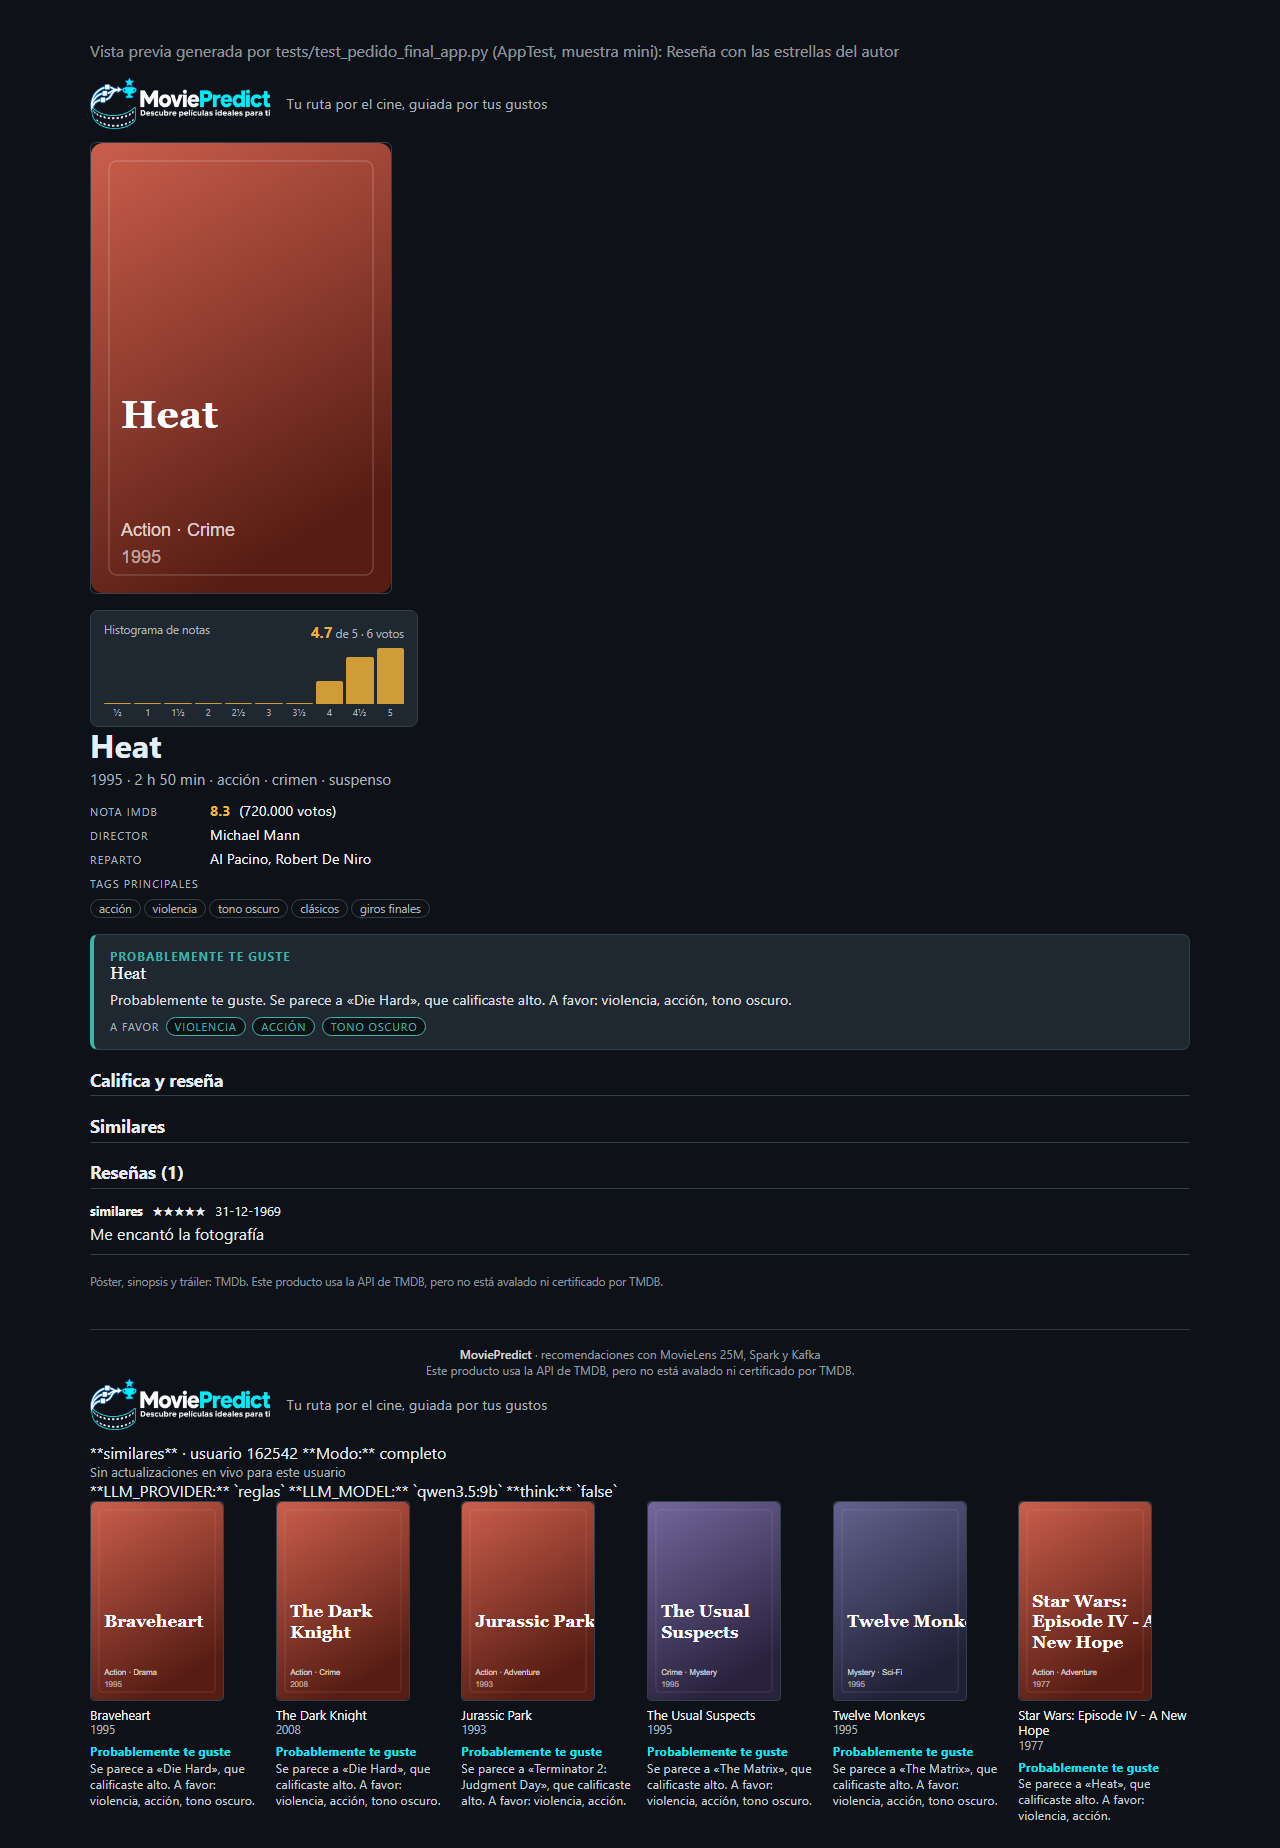 Vista previa generada por tests/test_pedido_final_app.py (AppTest, muestra mini): Reseña con las estrellas del autor
MoviePredict
Descubre películas ideales para ti
Tu ruta por el cine, guiada por tus gustos
Heat
Action · Crime
1995
Histograma de notas
4.7 de 5 · 6 votos
½ 1 1½ 2 2½ 3 3½ 4 4½ 5
Heat
1995 · 2 h 50 min · acción · crimen · suspenso
NOTA IMDB 8.3 (720.000 votos)
DIRECTOR Michael Mann
REPARTO Al Pacino, Robert De Niro
TAGS PRINCIPALES
acción violencia tono oscuro clásicos giros finales
PROBABLEMENTE TE GUSTE
Heat
Probablemente te guste. Se parece a «Die Hard», que calificaste alto. A favor: violencia, acción, tono oscuro.
A FAVOR VIOLENCIA ACCIÓN TONO OSCURO
Califica y reseña
Similares
Reseñas (1)
similares ★★★★★ 31-12-1969
Me encantó la fotografía
Póster, sinopsis y tráiler: TMDb. Este producto usa la API de TMDB, pero no está avalado ni certificado por TMDB.
MoviePredict · recomendaciones con MovieLens 25M, Spark y Kafka
Este producto usa la API de TMDB, pero no está avalado ni certificado por TMDB.
MoviePredict
Descubre películas ideales para ti
Tu ruta por el cine, guiada por tus gustos
**similares** · usuario 162542 **Modo:** completo
Sin actualizaciones en vivo para este usuario
**LLM_PROVIDER:** `reglas` **LLM_MODEL:** `qwen3.5:9b` **think:** `false`
Braveheart
Action · Drama
1995
Braveheart
1995
Probablemente te guste
Se parece a «Die Hard», que
calificaste alto. A favor:
violencia, acción, tono oscuro.
The Dark
Knight
Action · Crime
2008
The Dark Knight
2008
Probablemente te guste
Se parece a «Die Hard», que
calificaste alto. A favor:
violencia, acción, tono oscuro.
Jurassic Park
Action · Adventure
1993
Jurassic Park
1993
Probablemente te guste
Se parece a «Terminator 2:
Judgment Day», que calificaste
alto. A favor: violencia, acción.
The Usual
Suspects
Crime · Mystery
1995
The Usual Suspects
1995
Probablemente te guste
Se parece a «The Matrix», que
calificaste alto. A favor:
violencia, acción, tono oscuro.
Twelve Monk
Mystery · Sci-Fi
1995
Twelve Monkeys
1995
Probablemente te guste
Se parece a «The Matrix», que
calificaste alto. A favor:
violencia, acción, tono oscuro.
Star Wars:
Episode IV - A
New Hope
Action · Adventure
1977
Star Wars: Episode IV - A New
Hope
1977
Probablemente te guste
Se parece a «Heat», que
calificaste alto. A favor:
violencia, acción.